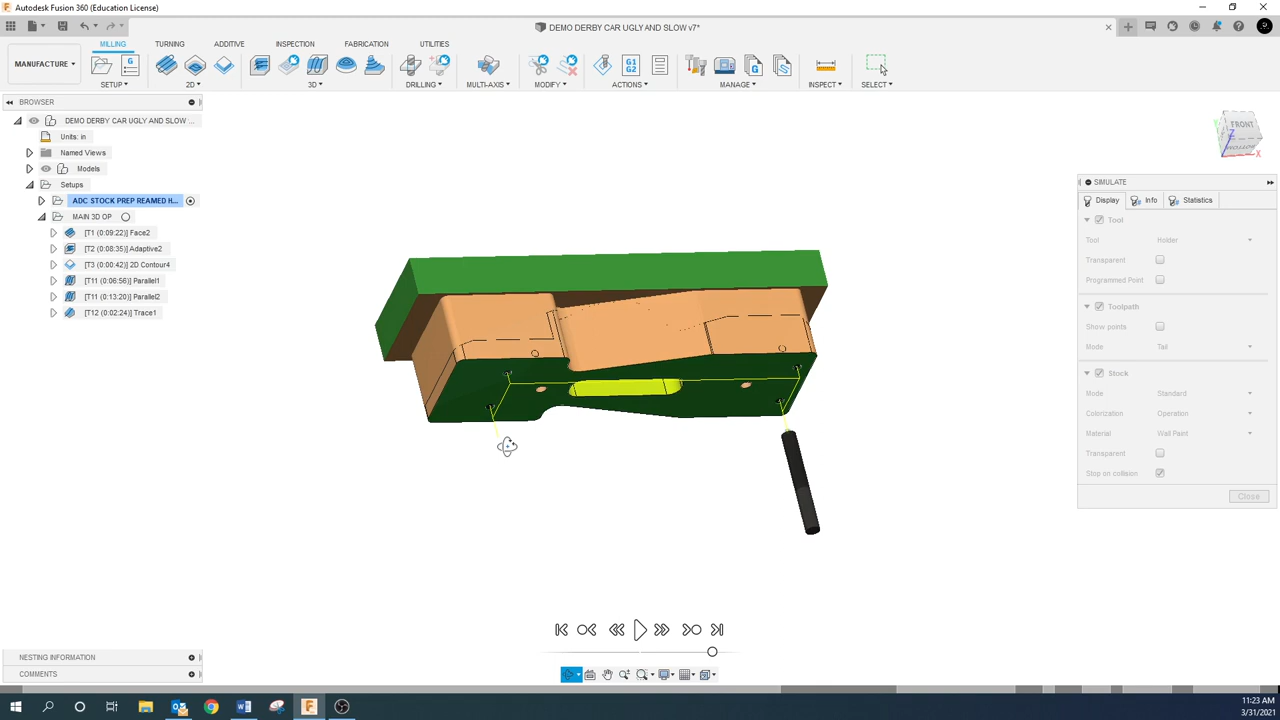 Autodesk Fusion 360 (Education License)
DEMO DERBY CAR UGLY AND SLOW v7*
MANUFACTURE
MILLING TURNING ADDITIVE INSPECTION FABRICATION UTILITIES
SETUP 2D 3D DRILLING MULTI-AXIS MODIFY ACTIONS MANAGE INSPECT SELECT
G G1 G2
BROWSER
DEMO DERBY CAR UGLY AND SLOW ...
Units: in
Named Views
Models
Setups
ADC STOCK PREP REAMED H...
MAIN 3D OP
[T1 (0:09:22)] Face2
[T2 (0:08:35)] Adaptive2
[T3 (0:00:42)] 2D Contour4
[T11 (0:06:56)] Parallel1
[T11 (0:13:20)] Parallel2
[T12 (0:02:24)] Trace1
FRONT
BOTTOM
Y Z X
SIMULATE
Display Info Statistics
Tool
Tool Holder
Transparent
Programmed Point
Toolpath
Show points
Mode Tail
Stock
Mode Standard
Colorization Operation
Material Wall Paint
Transparent
Stop on collision
Close
NESTING INFORMATION
COMMENTS
11:23 AM
3/31/2021